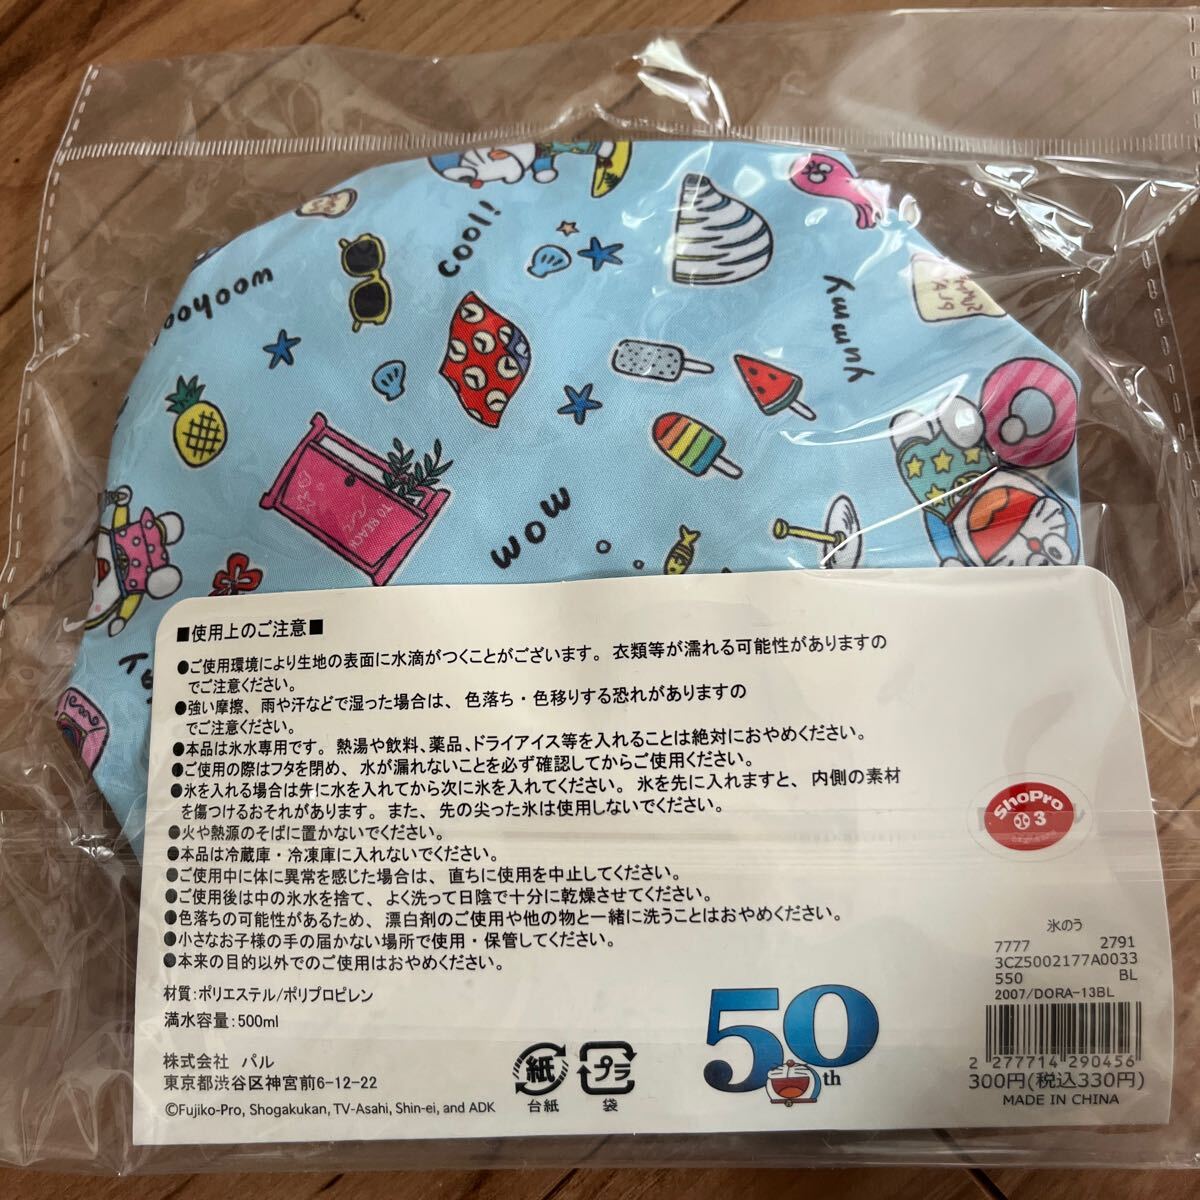 cool!
woohoo
woohoom
yummy
TO BEACH
wow
■使用上のご注意■
●ご使用環境により生地の表面に水滴がつくことがございます。衣類等が濡れる可能性がありますの
でご注意ください。
●強い摩擦、雨や汗などで湿った場合は、色落ち・色移りする恐れがありますの
でご注意ください。
●本品は氷水専用です。熱湯や飲料、薬品、ドライアイス等を入れることは絶対におやめください。
●ご使用の際はフタを閉め、水が漏れないことを必ず確認してからご使用ください。
●氷を入れる場合は先に水を入れてから次に氷を入れてください。氷を先に入れますと、内側の素材
を傷つけるおそれがあります。また、先の尖った氷は使用しないでください。
●火や熱源のそばに置かないでください。
●本品は冷蔵庫・冷凍庫に入れないでください。
●ご使用中に体に異常を感じた場合は、直ちに使用を中止してください。
●ご使用後は中の氷水を捨て、よく洗って日陰で十分に乾燥させてください。
●色落ちの可能性があるため、漂白剤のご使用や他の物と一緒に洗うことはおやめください。
●小さなお子様の手の届かない場所で使用・保管してください。
●本来の目的以外でのご使用はおやめください。
材質:ポリエステル/ポリプロピレン
満水容量:500ml
株式会社 パル
東京都渋谷区神宮前6-12-22
©Fujiko-Pro, Shogakukan, TV-Asahi, Shin-ei, and ADK
紙
台紙
プラ
袋
50th
ShoPro
3
氷のう
7777 2791
3CZ5002177A0033
550 BL
2007/DORA-13BL
2 277714 290456
300円(税込330円)
MADE IN CHINA